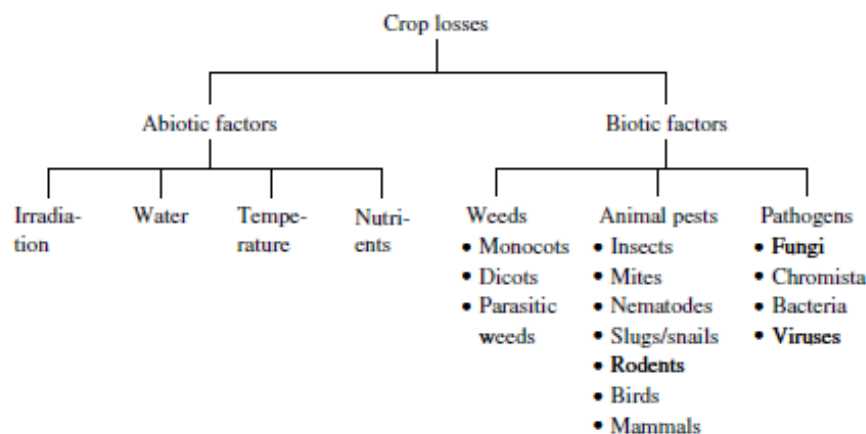 Crop losses
Abiotic factors
Biotic factors
Irradia-
tion
Water
Tempe-
rature
Nutri-
ents
Weeds
• Monocots
• Dicots
• Parasitic
weeds
Animal pests
• Insects
• Mites
• Nematodes
• Slugs/snails
• Rodents
• Birds
• Mammals
Pathogens
• Fungi
• Chromista
• Bacteria
• Viruses